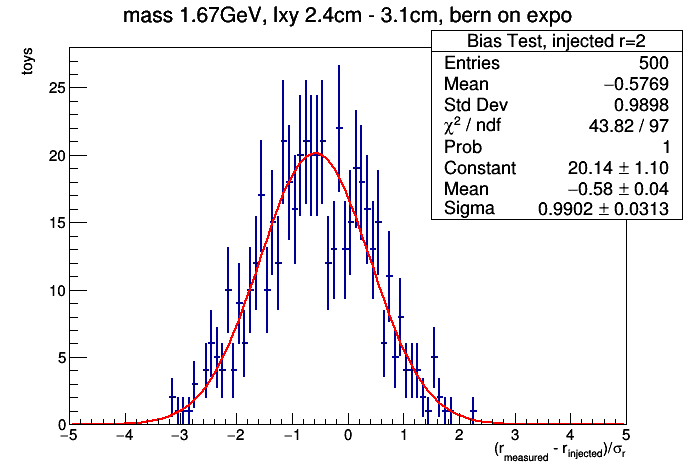 mass 1.67GeV, lxy 2.4cm - 3.1cm, bern on expo
toys
Bias Test, injected r=2
Entries 500
Mean −0.5769
Std Dev 0.9898
χ² / ndf 43.82 / 97
Prob 1
Constant 20.14 ± 1.10
Mean −0.58 ± 0.04
Sigma 0.9902 ± 0.0313
25
20
15
10
5
0
−5 −4 −3 −2 −1 0 1 2 3 4 5
(r_measured - r_injected)/σ_r